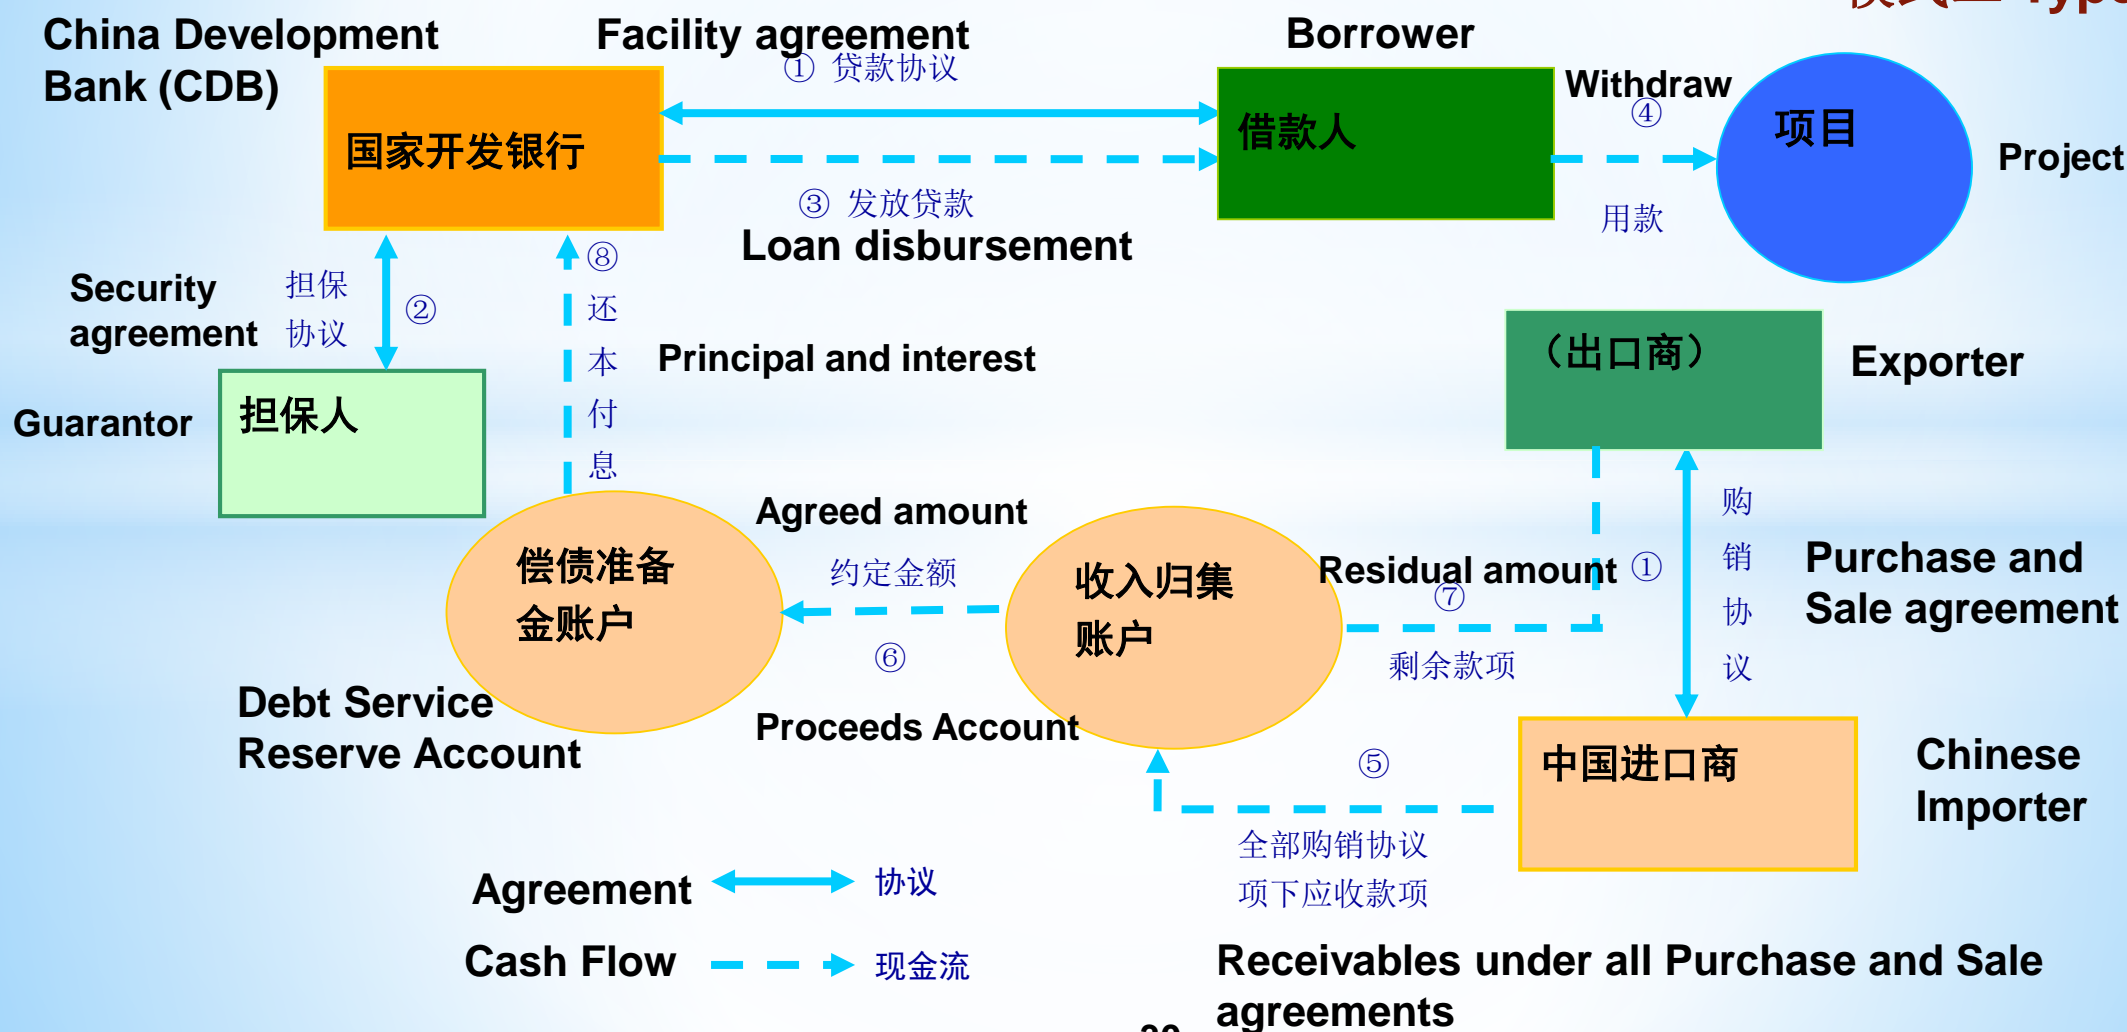 China Development
Bank (CDB)
Facility agreement
① 贷款协议
Borrower
Withdraw
④
用款
国家开发银行
借款人
项目
Project
③ 发放贷款
Loan disbursement
Security
agreement
担保
协议
②
⑧
还
本
付
息
Principal and interest
（出口商）
Exporter
Guarantor
担保人
Agreed amount
约定金额
⑥
偿债准备
金账户
收入归集
账户
Residual amount
⑦
剩余款项
①
购
销
协
议
Purchase and
Sale agreement
Debt Service
Reserve Account
Proceeds Account
⑤
中国进口商
Chinese
Importer
全部购销协议
项下应收款项
Agreement
协议
Cash Flow
现金流
Receivables under all Purchase and Sale
agreements